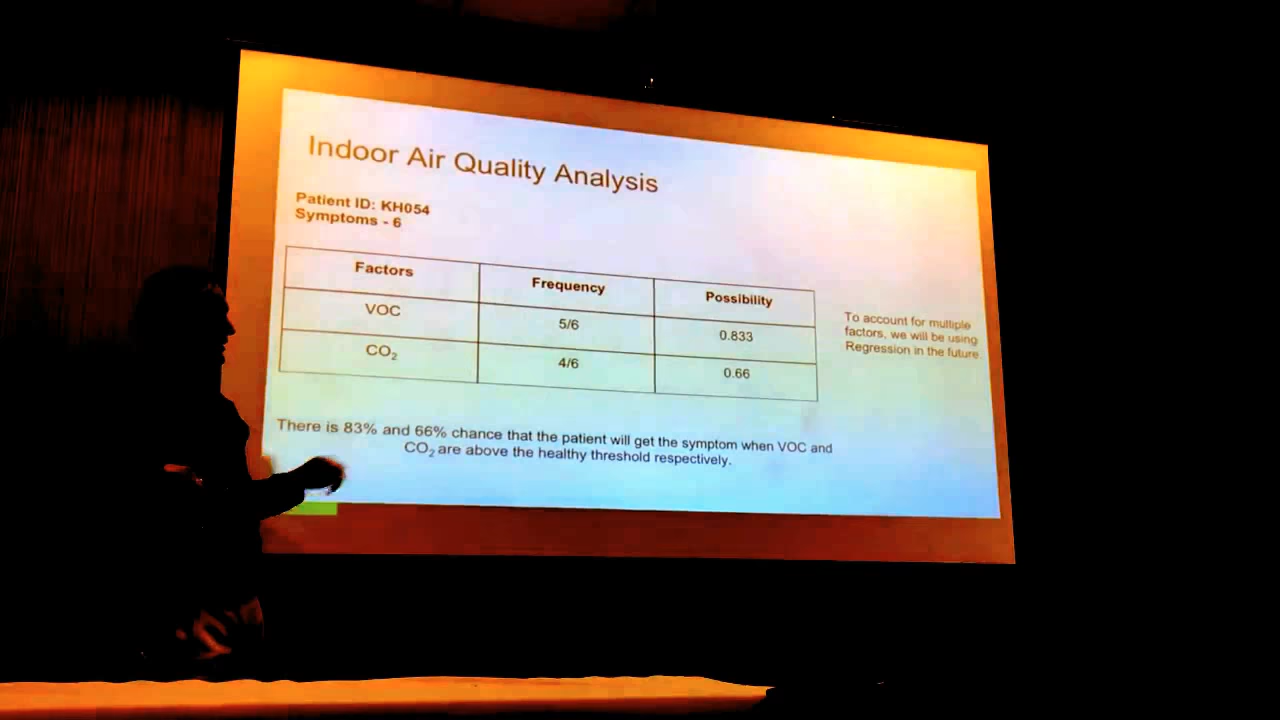 Indoor Air Quality Analysis
Patient ID: KH054
Symptoms - 6
Factors Frequency Possibility
VOC 5/6 0.833
CO₂ 4/6 0.66
To account for multiple
factors, we will be using
Regression in the future
There is 83% and 66% chance that the patient will get the symptom when VOC and
CO₂ are above the healthy threshold respectively.